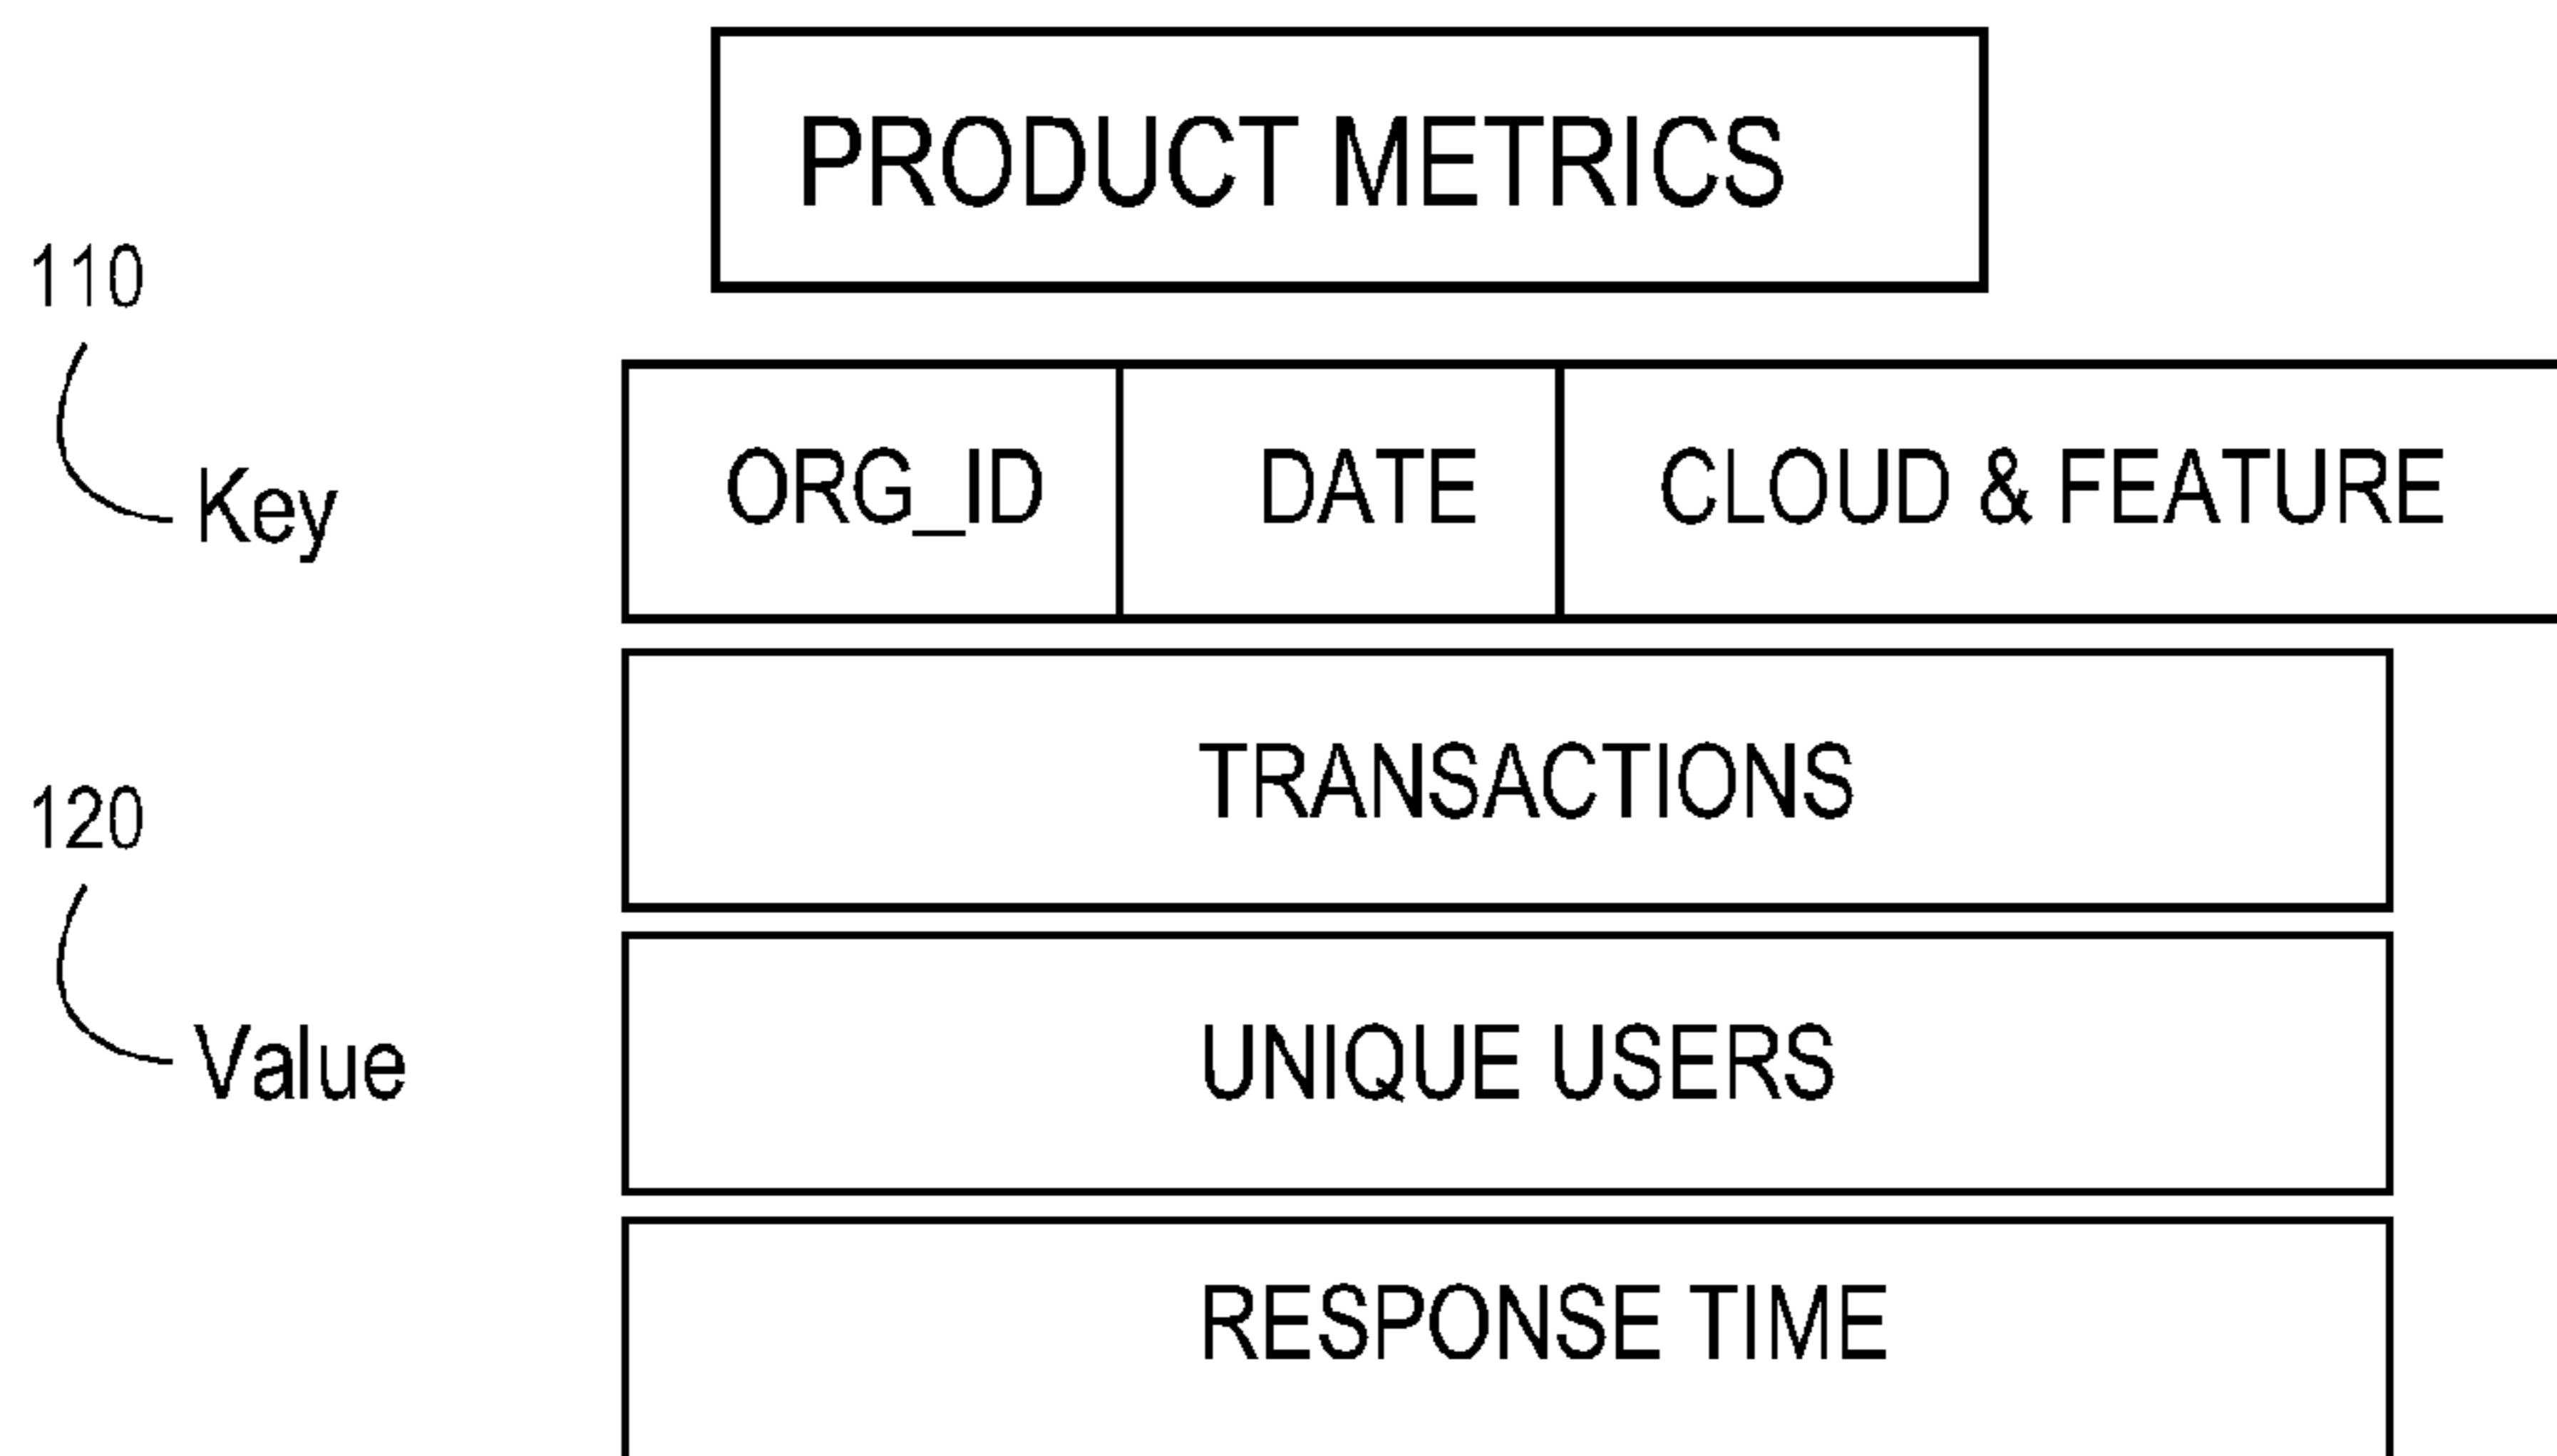 PRODUCT METRICS
110
Key
ORG_ID DATE CLOUD & FEATURE
TRANSACTIONS
120
Value
UNIQUE USERS
RESPONSE TIME